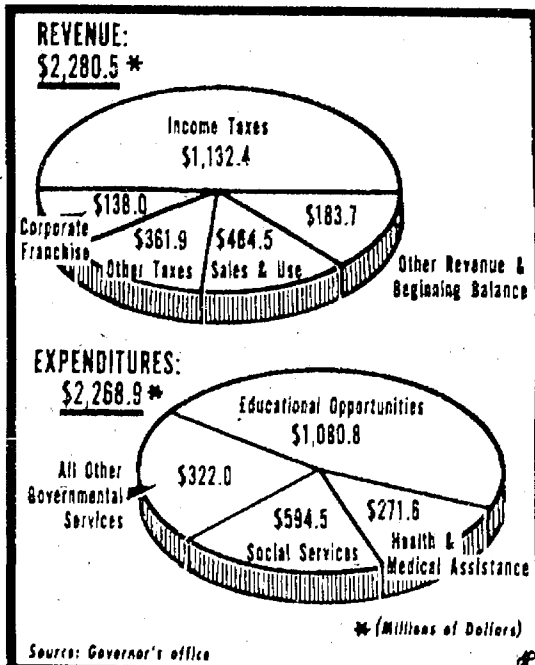 REVENUE:
$2,280.5 *
Income Taxes
$1,132.4
$138.0
$183.7
Corporate
Franchise
$361.9
$464.5
Other Taxes
Sales & Use
Other Revenue &
Beginning Balance
EXPENDITURES:
$2,268.9 *
Educational Opportunities
$1,080.8
All Other
Governmental
Services
$322.0
$594.5
Social Services
$271.6
Health &
Medical Assistance
* (Millions of Dollars)
Source: Governor's office